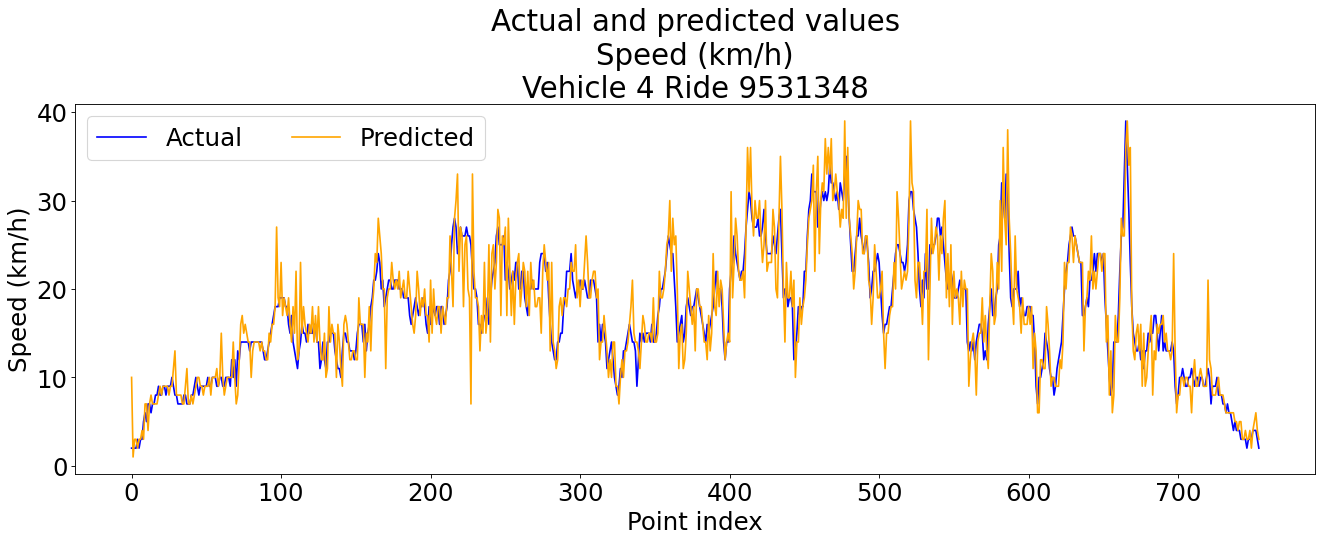 Actual and predicted values
Speed (km/h)
Vehicle 4 Ride 9531348
Actual
Predicted
Speed (km/h)
40
30
20
10
0
0 100 200 300 400 500 600 700
Point index